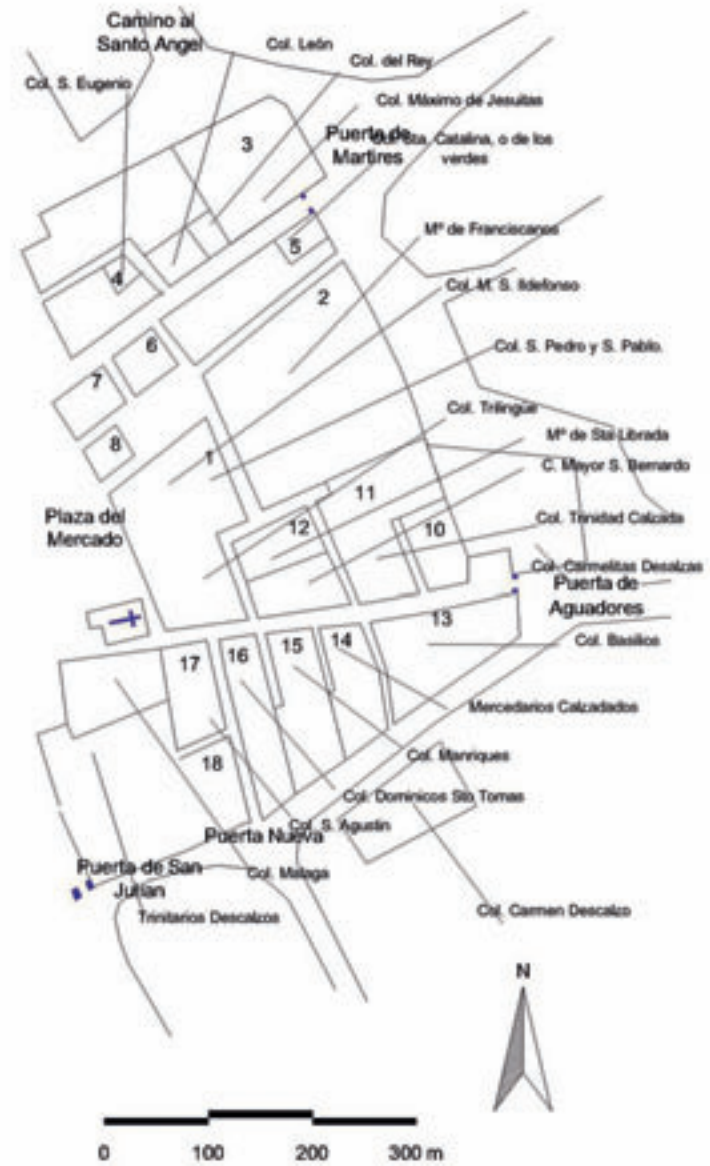 Camino al
Santo Angel
Col. León
Col. del Rey
Col. S. Eugenio
Col. Máximo de Jesuitas
Puerta de
Martires
Sta. Catalina, o de los
verdes
3
4
5
Mº de Franciscanos
2
Col. M. S. Ildefonso
6
Col. S. Pedro y S. Pablo.
7
Col. Trilingüe
8
1
Mº de Sta Librada
C. Mayor S. Bernardo
11
Plaza del
Mercado
12
10
Col. Trinidad Calzada
Col. Carmelitas Desalzas
Puerta de
Aguadores
13
Col. Basilios
14
15
16
17
Mercedarios Calzadados
18
Col. Manriques
Col. Dominicos Sto Tomas
Col. S. Agustin
Puerta Nueva
Puerta de San
Julian
Col. Malaga
Trinitarios Descalzos
Col. Carmen Descalzo
N
0 100 200 300 m